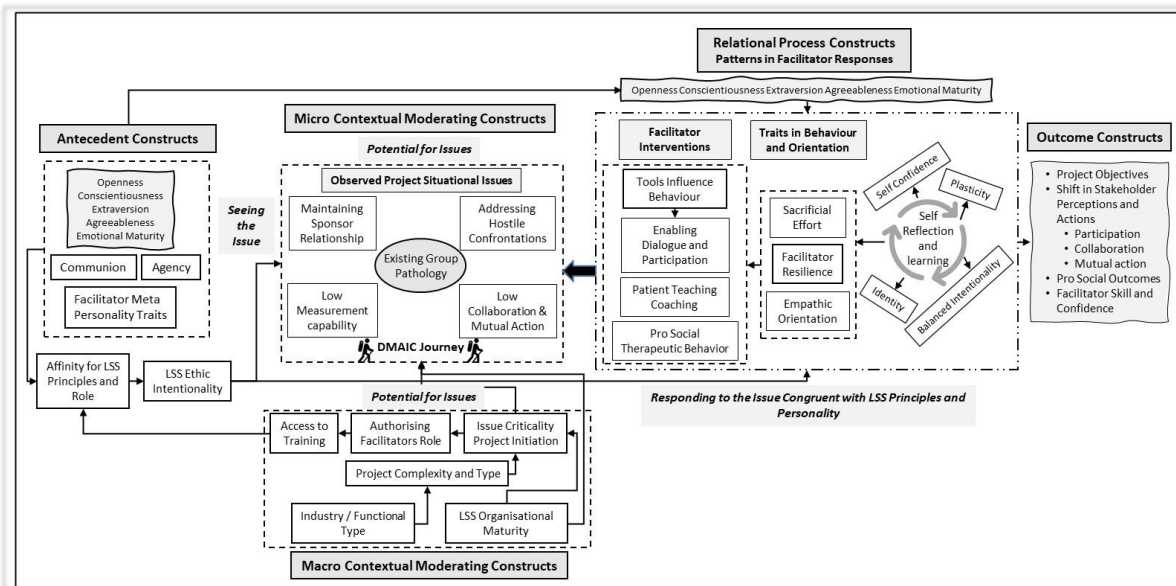 Relational Process Constructs
Patterns in Facilitator Responses
Openness Conscientiousness Extraversion Agreeableness Emotional Maturity
Antecedent Constructs
Openness
Conscientiousness
Extraversion
Agreeableness
Emotional Maturity
Communion
Agency
Facilitator Meta
Personality Traits
Affinity for LSS
Principles and
Role
LSS Ethic
Intentionality
Seeing
the
Issue
Micro Contextual Moderating Constructs
Potential for Issues
Observed Project Situational Issues
Maintaining
Sponsor
Relationship
Addressing
Hostile
Confrontations
Existing Group
Pathology
Low
Measurement
capability
Low
Collaboration &
Mutual Action
DMAIC Journey
Potential for Issues
Access to
Training
Authorising
Facilitators Role
Issue Criticality
Project Initiation
Project Complexity and Type
Industry / Functional
Type
LSS Organisational
Maturity
Macro Contextual Moderating Constructs
Facilitator
Interventions
Tools Influence
Behaviour
Enabling
Dialogue and
Participation
Patient Teaching
Coaching
Pro Social
Therapeutic Behavior
Traits in Behaviour
and Orientation
Sacrificial
Effort
Facilitator
Resilience
Empathic
Orientation
Self Confidence
Plasticity
Self
Reflection
and
learning
Identity
Balanced Intentionality
Responding to the Issue Congruent with LSS Principles and
Personality
Outcome Constructs
• Project Objectives
• Shift in Stakeholder
Perceptions and
Actions
• Participation
• Collaboration
• Mutual action
• Pro Social Outcomes
• Facilitator Skill and
Confidence